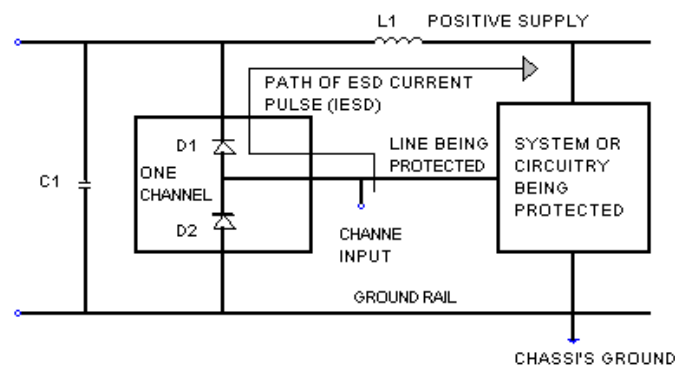 L1 POSITIVE SUPPLY
PATH OF ESD CURRENT
PULSE (IESD)
D1
LINE BEING
PROTECTED
SYSTEM OR
CIRCUITRY
BEING
PROTECTED
C1
ONE
CHANNEL
D2
CHANNE
INPUT
GROUND RAIL
CHASSI'S GROUND